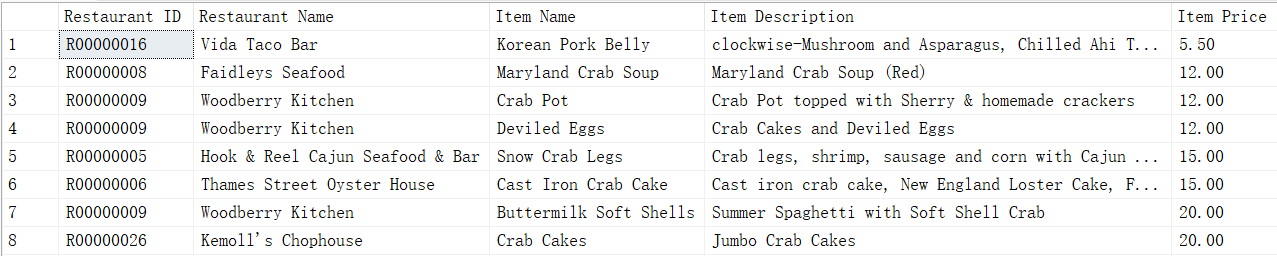 Restaurant ID Restaurant Name Item Name Item Description Item Price
1 R00000016 Vida Taco Bar Korean Pork Belly clockwise-Mushroom and Asparagus, Chilled Ahi T... 5.50
2 R00000008 Faidleys Seafood Maryland Crab Soup Maryland Crab Soup (Red) 12.00
3 R00000009 Woodberry Kitchen Crab Pot Crab Pot topped with Sherry & homemade crackers 12.00
4 R00000009 Woodberry Kitchen Deviled Eggs Crab Cakes and Deviled Eggs 12.00
5 R00000005 Hook & Reel Cajun Seafood & Bar Snow Crab Legs Crab legs, shrimp, sausage and corn with Cajun ... 15.00
6 R00000006 Thames Street Oyster House Cast Iron Crab Cake Cast iron crab cake, New England Loster Cake, F... 15.00
7 R00000009 Woodberry Kitchen Buttermilk Soft Shells Summer Spaghetti with Soft Shell Crab 20.00
8 R00000026 Kemoll's Chophouse Crab Cakes Jumbo Crab Cakes 20.00